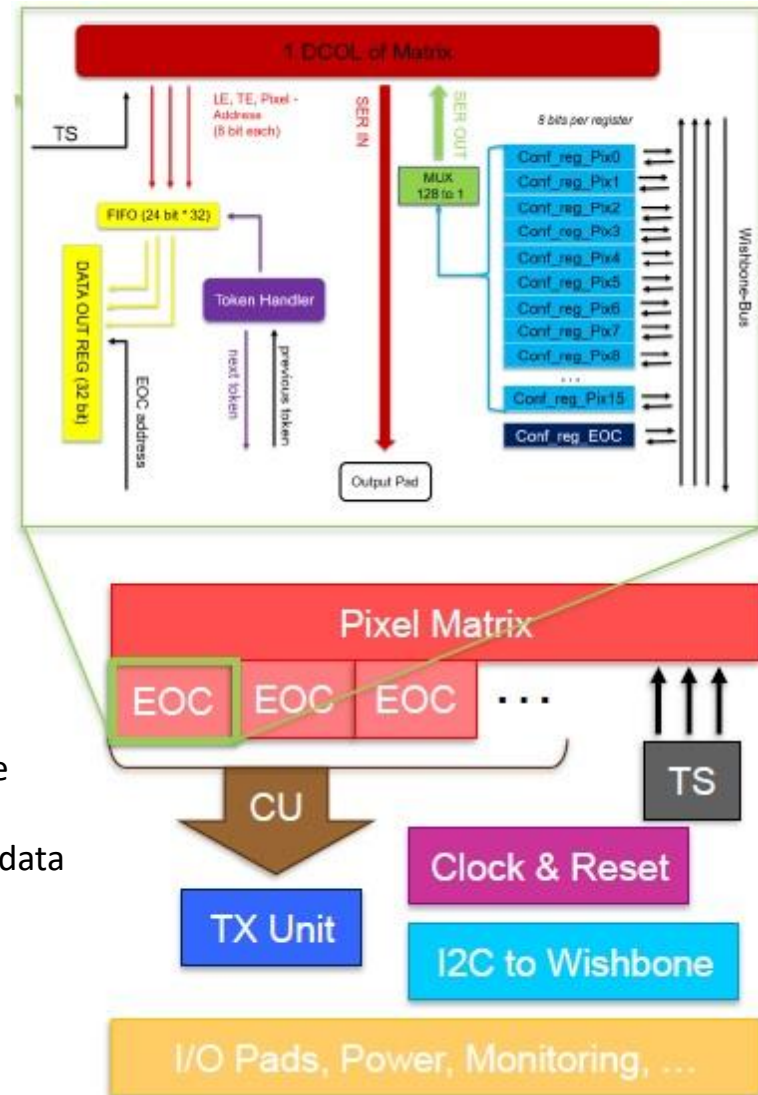 1 DCOL of Matrix
TS
LE, TE, Pixel -
Address
(8 bit each)
SER IN
SER OUT
8 bits per register
MUX
128 to 1
FIFO (24 bit * 32)
DATA OUT REG (32 bit)
Token Handler
next token
previous token
EOC address
Output Pad
Conf_reg_Pix0
Conf_reg_Pix1
Conf_reg_Pix2
Conf_reg_Pix3
Conf_reg_Pix4
Conf_reg_Pix5
Conf_reg_Pix6
Conf_reg_Pix7
Conf_reg_Pix8
...
Conf_reg_Pix15
Conf_reg_EOC
Wishbone-Bus
Pixel Matrix
EOC
EOC
EOC
...
TS
e
data
CU
Clock & Reset
TX Unit
I2C to Wishbone
I/O Pads, Power, Monitoring, ...